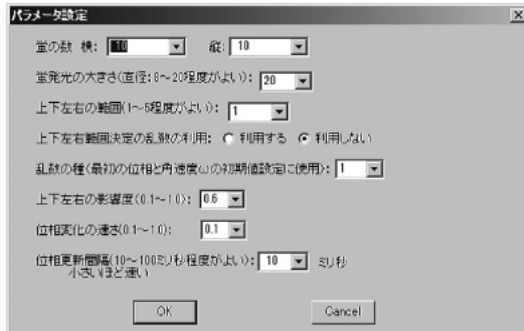 パラメータ設定
蛍の数 横: 10 縦: 10
蛍発光の大きさ(直径:8～20程度がよい): 20
上下左右の範囲(1～5程度がよい): 1
上下左右範囲決定の乱数の利用: 利用する 利用しない
乱数の種(最初の位相と角速度ωの初期値設定に使用): 1
上下左右の影響度(0.1～1.0): 0.6
位相変化の速さ(0.1～1.0): 0.1
位相更新間隔(10～100ミリ秒程度がよい): 10 ミリ秒
小さいほど速い
OK Cancel